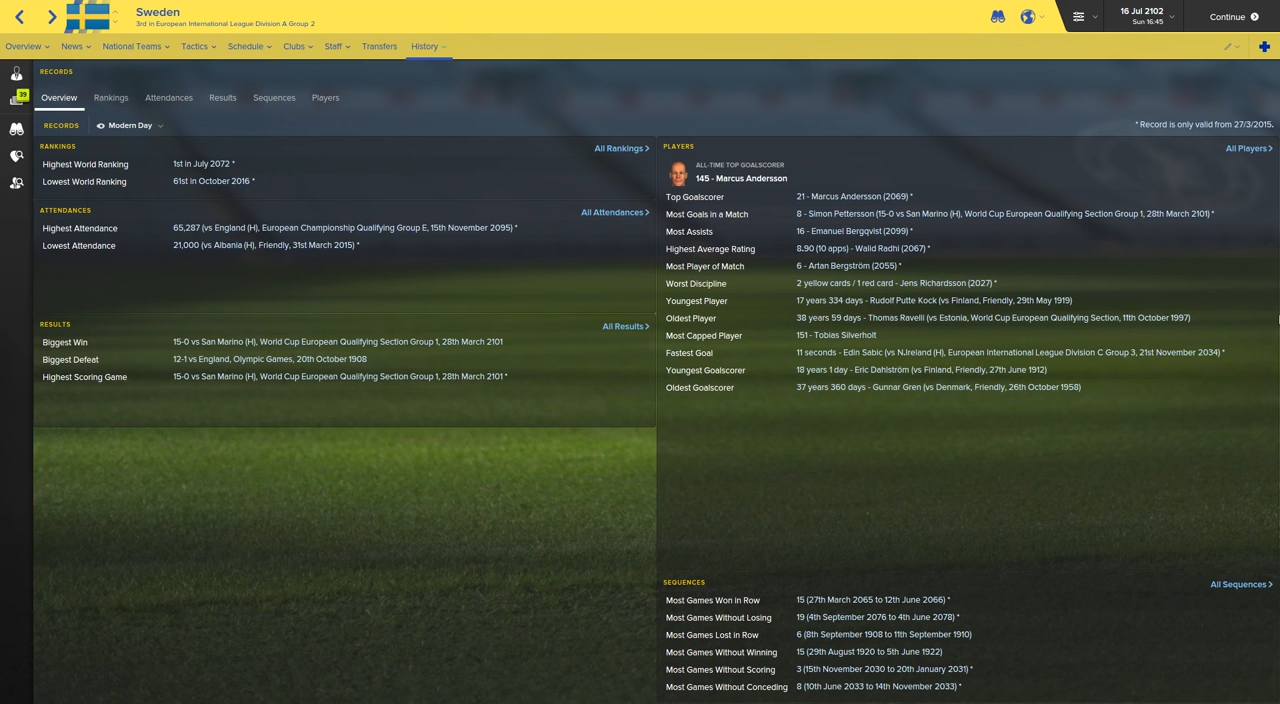 Sweden
3rd in European International League Division A Group 2
16 Jul 2102
Sun 16:45
Continue
Overview News National Teams Tactics Schedule Clubs Staff Transfers History
39
RECORDS
Overview Rankings Attendances Results Sequences Players
RECORDS Modern Day
* Record is only valid from 27/3/2015.
RANKINGS
All Rankings >
Highest World Ranking 1st in July 2072 *
Lowest World Ranking 61st in October 2016 *
ATTENDANCES
All Attendances >
Highest Attendance 65,287 (vs England (H), European Championship Qualifying Group E, 15th November 2095) *
Lowest Attendance 21,000 (vs Albania (H), Friendly, 31st March 2015) *
RESULTS
All Results >
Biggest Win 15-0 vs San Marino (H), World Cup European Qualifying Section Group 1, 28th March 2101
Biggest Defeat 12-1 vs England, Olympic Games, 20th October 1908
Highest Scoring Game 15-0 vs San Marino (H), World Cup European Qualifying Section Group 1, 28th March 2101 *
PLAYERS
All Players >
ALL-TIME TOP GOALSCORER
145 - Marcus Andersson
Top Goalscorer 21 - Marcus Andersson (2069) *
Most Goals in a Match 8 - Simon Pettersson (15-0 vs San Marino (H), World Cup European Qualifying Section Group 1, 28th March 2101) *
Most Assists 16 - Emanuel Bergqvist (2099) *
Highest Average Rating 8.90 (10 apps) - Walid Radhi (2067) *
Most Player of Match 6 - Artan Bergström (2055) *
Worst Discipline 2 yellow cards / 1 red card - Jens Richardsson (2027) *
Youngest Player 17 years 334 days - Rudolf Putte Kock (vs Finland, Friendly, 29th May 1919)
Oldest Player 38 years 59 days - Thomas Ravelli (vs Estonia, World Cup European Qualifying Section, 11th October 1997)
Most Capped Player 151 - Tobias Silverholt
Fastest Goal 11 seconds - Edin Sabic (vs N.Ireland (H), European International League Division C Group 3, 21st November 2034) *
Youngest Goalscorer 18 years 1 day - Eric Dahlström (vs Finland, Friendly, 27th June 1912)
Oldest Goalscorer 37 years 360 days - Gunnar Gren (vs Denmark, Friendly, 26th October 1958)
SEQUENCES
All Sequences >
Most Games Won in Row 15 (27th March 2065 to 12th June 2066) *
Most Games Without Losing 19 (4th September 2076 to 4th June 2078) *
Most Games Lost in Row 6 (8th September 1908 to 11th September 1910)
Most Games Without Winning 15 (29th August 1920 to 5th June 1922)
Most Games Without Scoring 3 (15th November 2030 to 20th January 2031) *
Most Games Without Conceding 8 (10th June 2033 to 14th November 2033) *